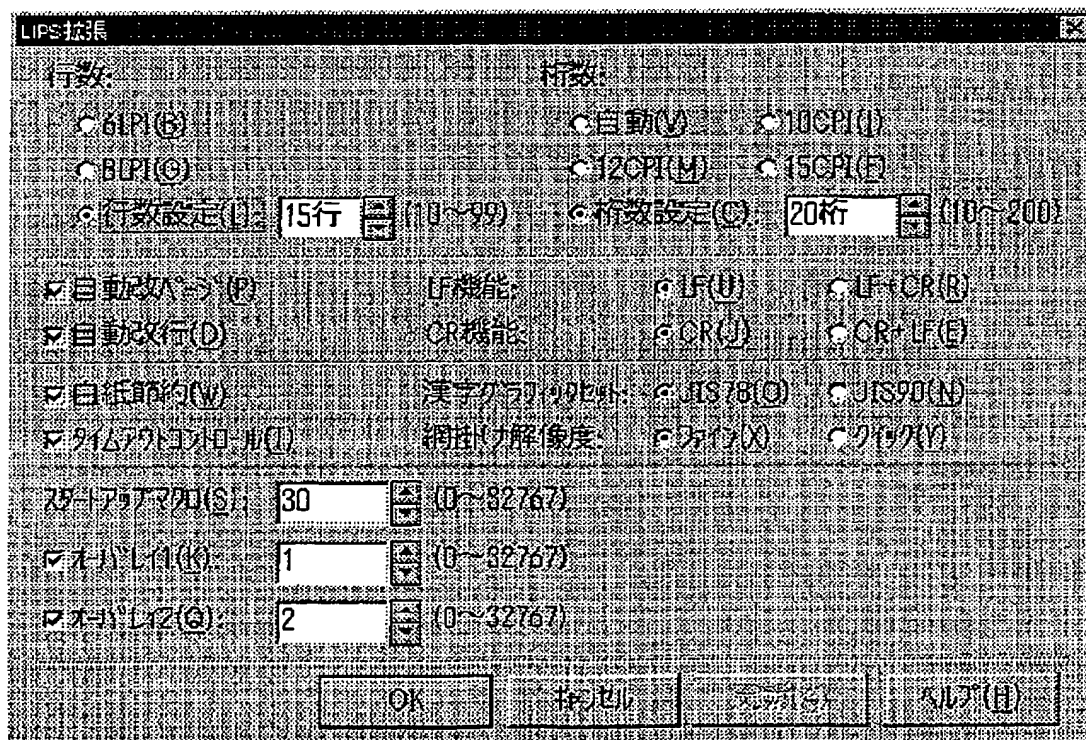 LIPS拡張
行数: 桁数:
6LPI(B) 自動(V) 10CPI(I)
8LPI(G) 12CPI(M) 15CPI(F)
行数設定(L): 15行 (10～99) 桁数設定(C): 20桁 (10～200)
自動改ﾍﾟｰｼﾞ(P) LF機能: LF(U) LF+CR(R)
自動改行(D) CR機能: CR(J) CR+LF(E)
白紙節約(W) 漢字ｸﾞﾗﾌｨｯｸｾｯﾄ: JIS78(O) JIS90(N)
ﾀｲﾑｱｳﾄｺﾝﾄﾛｰﾙ(T) 網掛け解像度: ﾌｧｲﾝ(X) ｸｲｯｸ(Y)
ｽﾀｰﾄｱｯﾌﾟﾏｸﾛ(S): 30 (0～32767)
ｵｰﾊﾞﾚｲ1(K): 1 (0～32767)
ｵｰﾊﾞﾚｲ2(Q): 2 (0～32767)
OK ｷｬﾝｾﾙ ﾍﾙﾌﾟ(H)